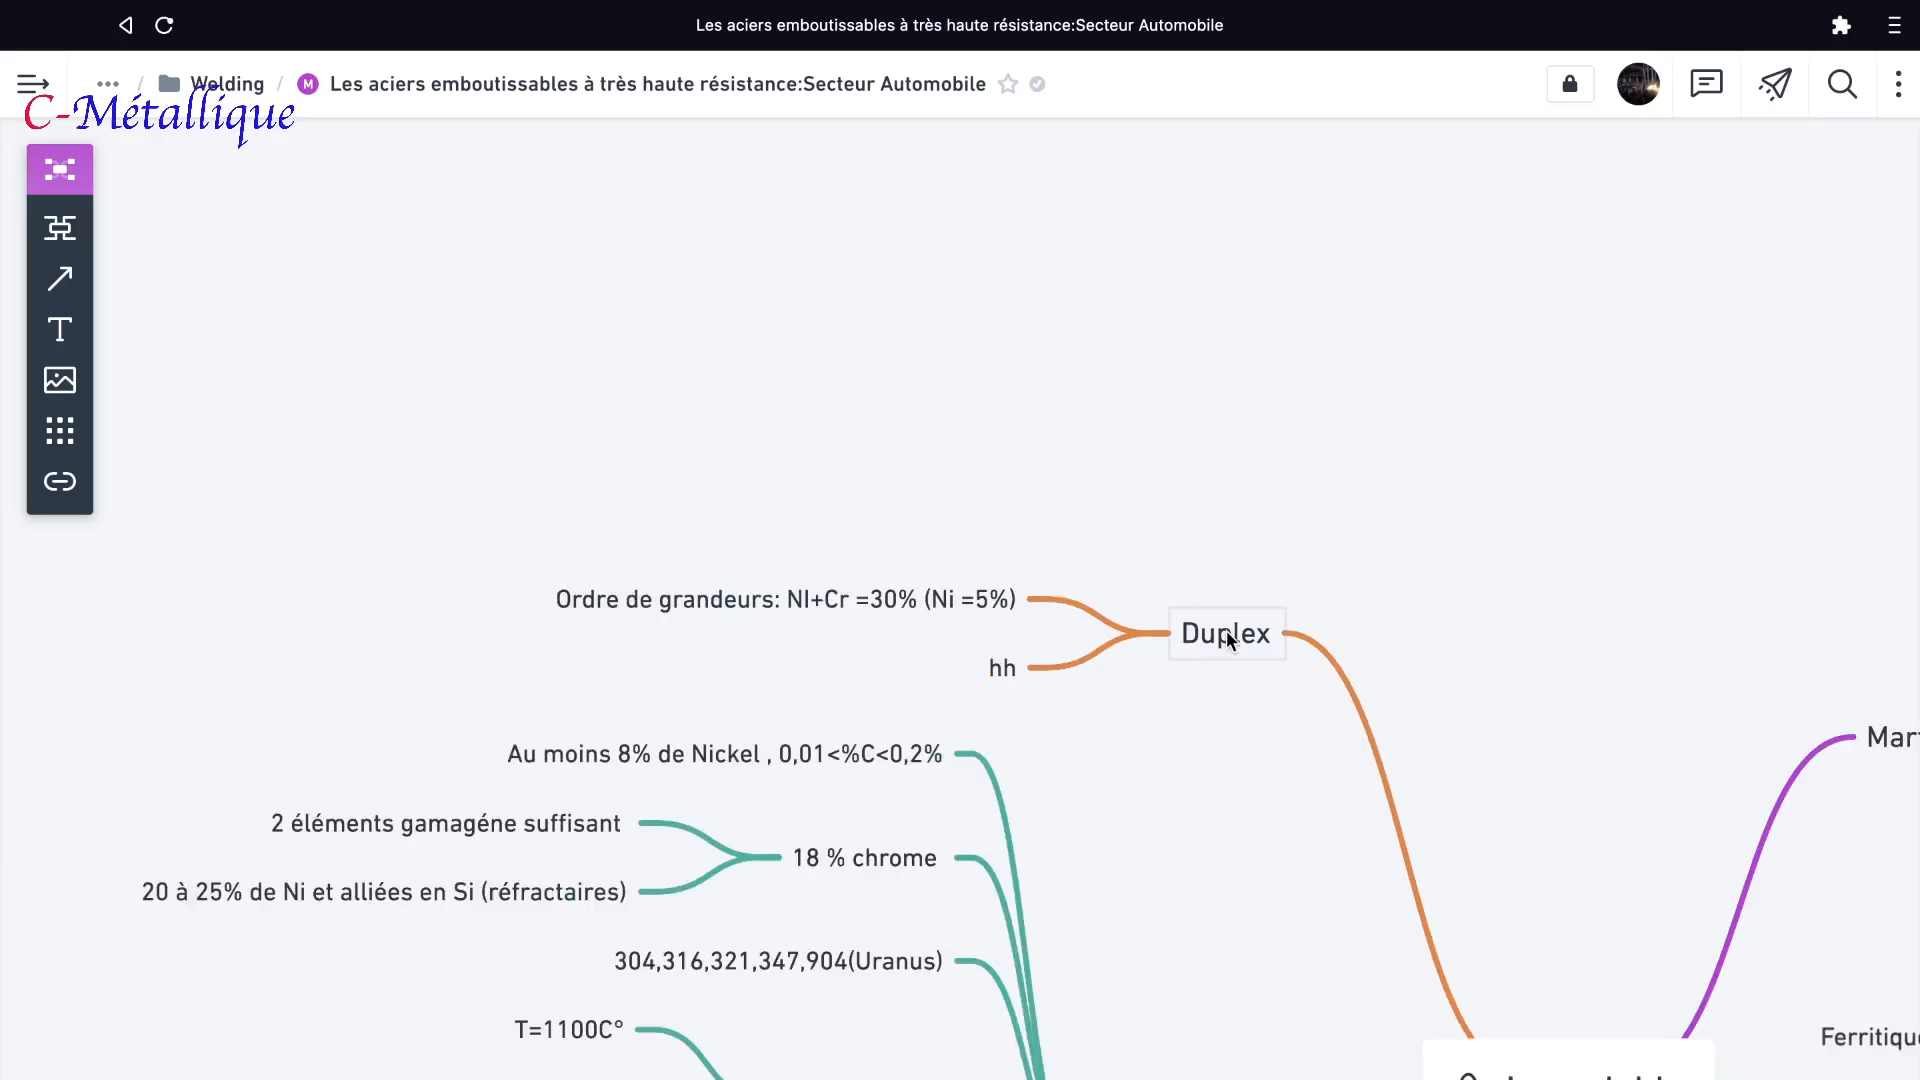 Les aciers emboutissables à très haute résistance:Secteur Automobile
Welding / M Les aciers emboutissables à très haute résistance:Secteur Automobile
C-Métallique
T
Ordre de grandeurs: NI+Cr =30% (Ni =5%)
Duplex
hh
Au moins 8% de Nickel , 0,01<%C<0,2%
2 éléments gamagéne suffisant
18 % chrome
20 à 25% de Ni et alliées en Si (réfractaires)
304,316,321,347,904(Uranus)
T=1100C°
Mar
Ferritiqu